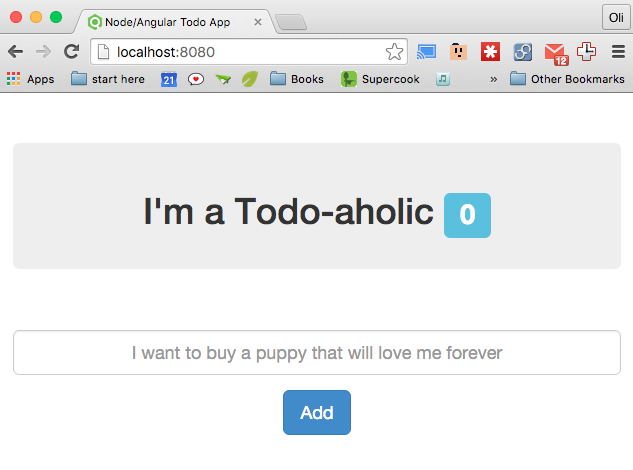 Node/Angular Todo App
Oli
localhost:8080
Apps
start here
21
Books
Supercook
»
Other Bookmarks
12
I'm a Todo-aholic 0
I want to buy a puppy that will love me forever
Add